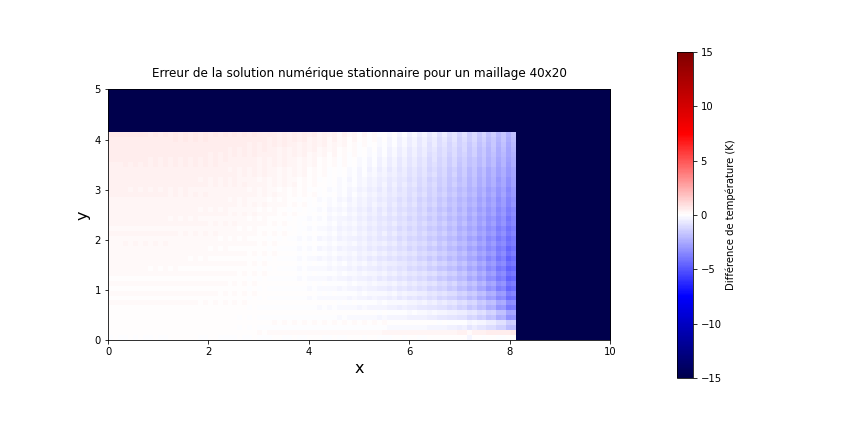 Erreur de la solution numérique stationnaire pour un maillage 40x20
5
4
3
2
1
0
y
0 2 4 6 8 10
x
15
10
5
0
−5
−10
−15
Différence de température (K)